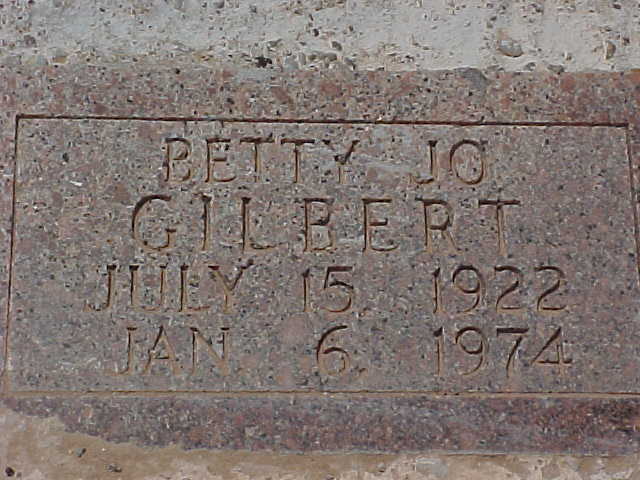 BETTY JO
GILBERT
JULY 15, 1922
JAN. 6, 1974